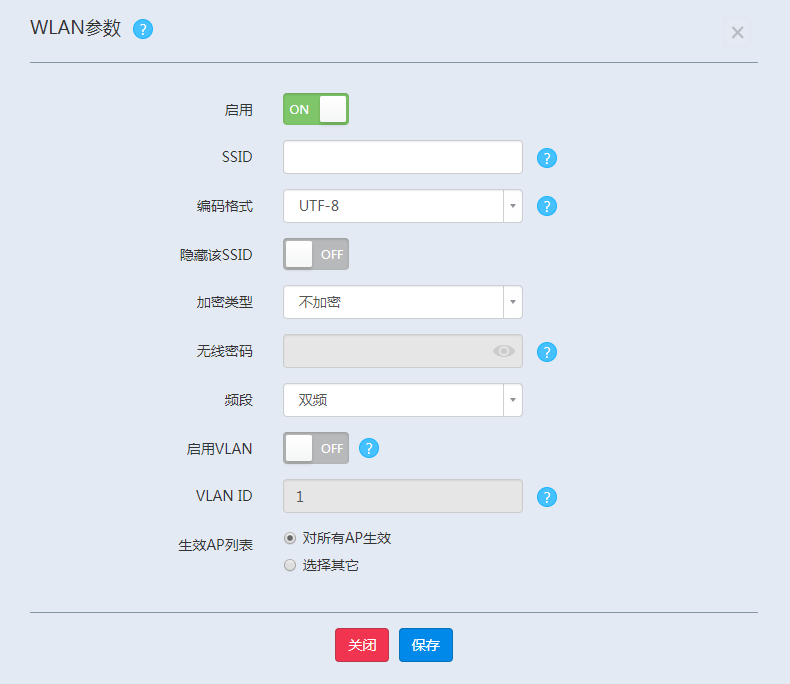 WLAN参数 ?
启用 ON
SSID ?
编码格式 UTF-8 ?
隐藏该SSID OFF
加密类型 不加密
无线密码 ?
频段 双频
启用VLAN OFF ?
VLAN ID 1 ?
生效AP列表 对所有AP生效
选择其它
关闭 保存